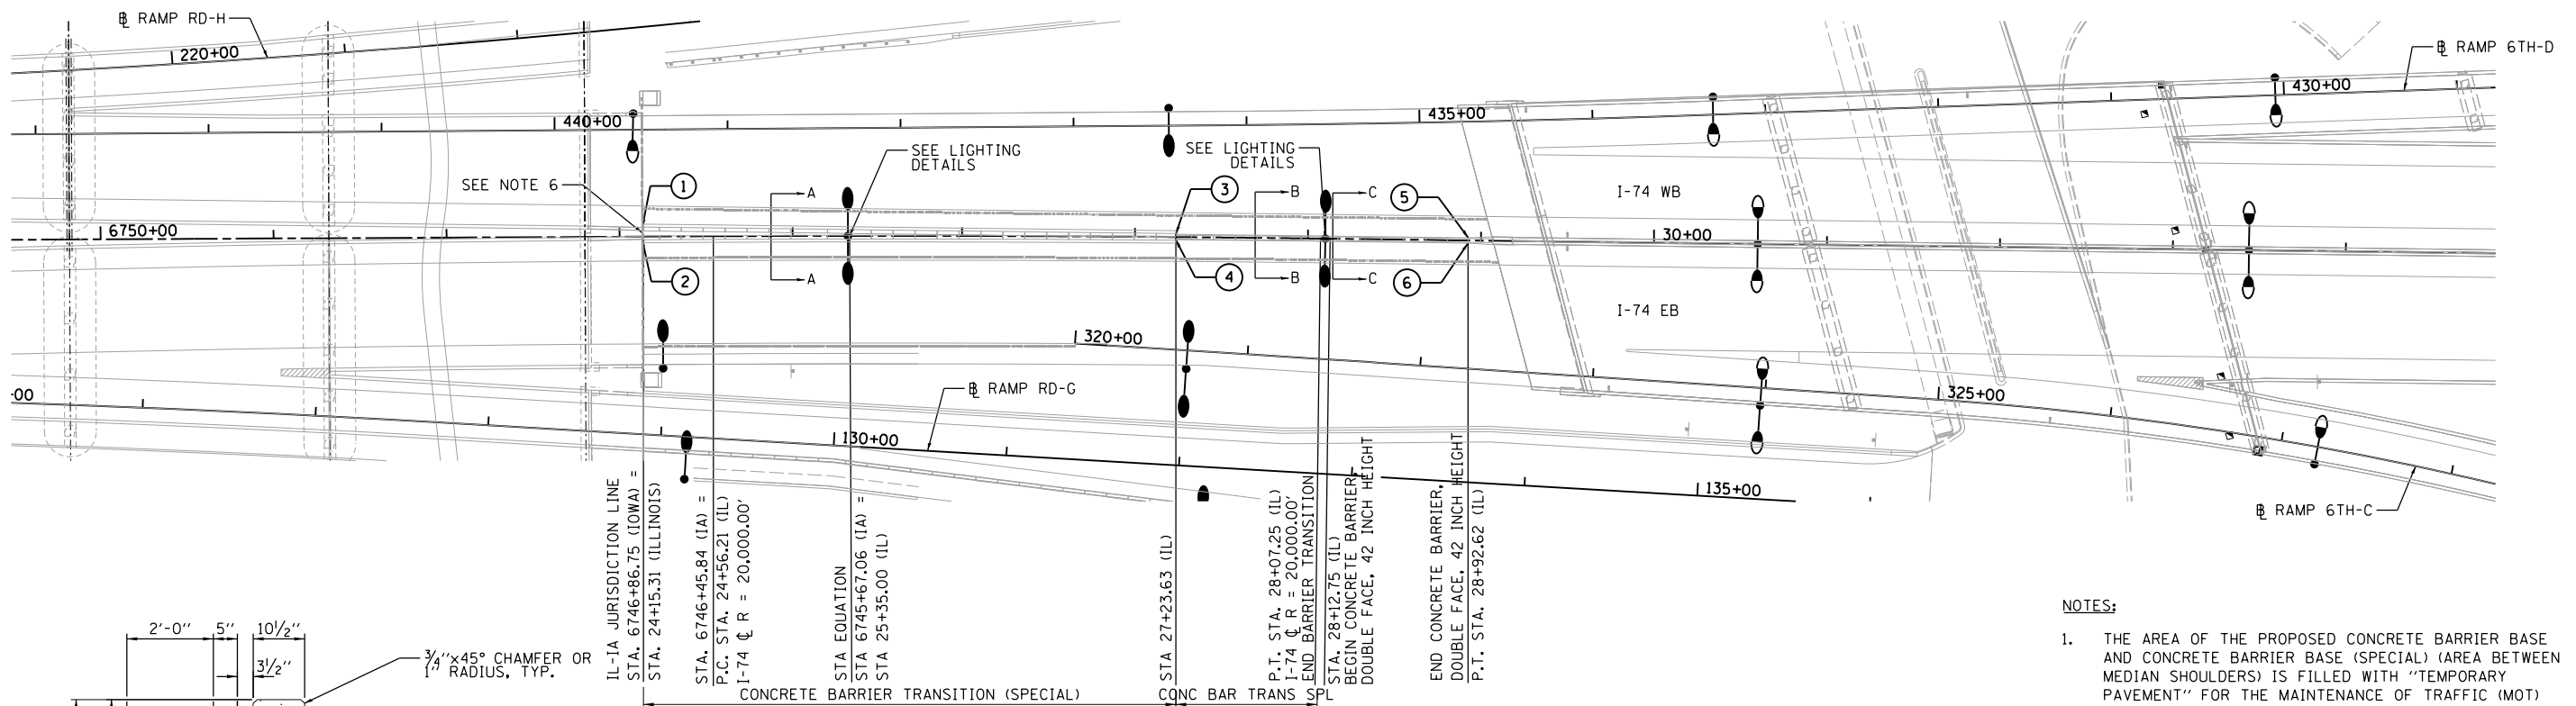 ℄ RAMP RD-H
220+00
℄ RAMP 6TH-D
430+00
440+00
435+00
SEE LIGHTING
DETAILS
SEE LIGHTING
DETAILS
SEE NOTE 6
1
A
3
B
C
5
I-74 WB
6750+00
30+00
2
A
4
B
C
6
I-74 EB
320+00
℄ RAMP RD-G
325+00
-00
130+00
135+00
℄ RAMP 6TH-C
IL-IA JURISDICTION LINE
STA. 6746+86.75 (IOWA) =
STA. 24+15.31 (ILLINOIS)
STA. 6746+45.84 (IA) =
P.C. STA. 24+56.21 (IL)
I-74 ℄ R = 20,000.00'
STA EQUATION
STA 6745+67.06 (IA) =
STA 25+35.00 (IL)
STA 27+23.63 (IL)
P.T. STA. 28+07.25 (IL)
I-74 ℄ R = 20,000.00'
END BARRIER TRANSITION
STA. 28+12.75 (IL)
BEGIN CONCRETE BARRIER,
DOUBLE FACE, 42 INCH HEIGHT
END CONCRETE BARRIER,
DOUBLE FACE, 42 INCH HEIGHT
P.T. STA. 28+92.62 (IL)
CONCRETE BARRIER TRANSITION (SPECIAL)
CONC BAR TRANS SPL
2'-0"
5"
10½"
3½"
¾"x45° CHAMFER OR
1" RADIUS, TYP.
NOTES:
1. THE AREA OF THE PROPOSED CONCRETE BARRIER BASE
AND CONCRETE BARRIER BASE (SPECIAL) (AREA BETWEEN
MEDIAN SHOULDERS) IS FILLED WITH "TEMPORARY
PAVEMENT" FOR THE MAINTENANCE OF TRAFFIC (MOT)